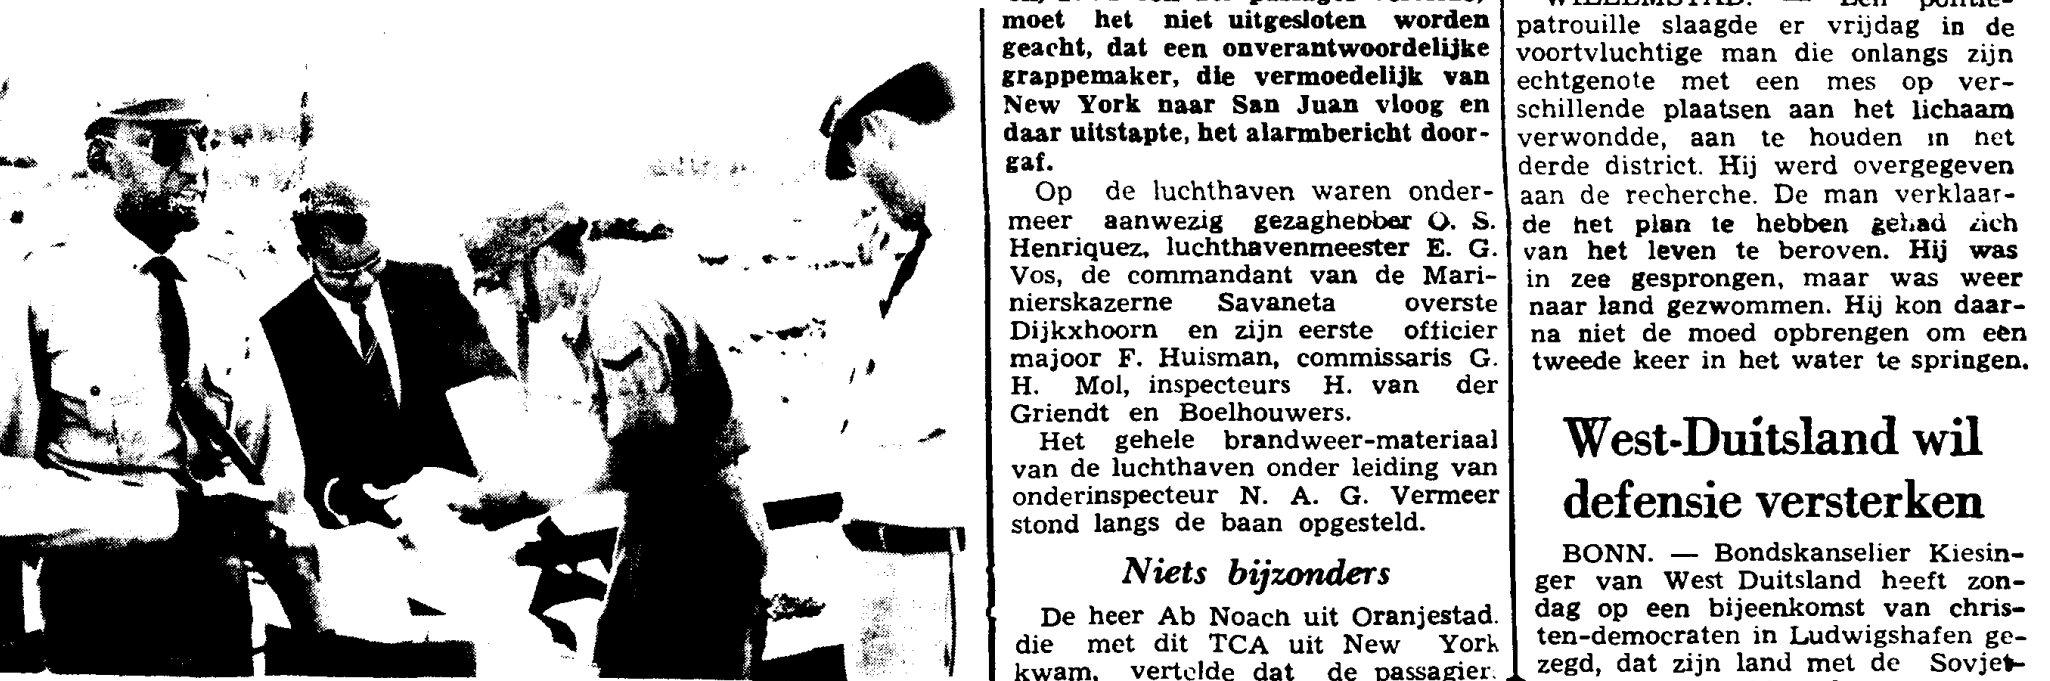 moet het niet uitgesloten worden
geacht, dat een onverantwoordelijke
grappemaker, die vermoedelijk van
New York naar San Juan vloog en
daar uitstapte, het alarmbericht door-
gaf.
Op de luchthaven waren onder-
meer aanwezig gezaghebber O. S.
Henriquez, luchthavenmeester E. G.
Vos, de commandant van de Mari-
nierskazerne Savaneta overste
Dijkxhoorn en zijn eerste officier
majoor F. Huisman, commissaris G.
H. Mol, inspecteurs H. van der
Griendt en Boelhouwers.
Het gehele brandweer-materiaal
van de luchthaven onder leiding van
onderinspecteur N. A. G. Vermeer
stond langs de baan opgesteld.
Niets bijzonders
De heer Ab Noach uit Oranjestad.
die met dit TCA uit New York
kwam, vertelde dat de passagier.
WILLEMSTAD. — Een politie-
patrouille slaagde er vrijdag in de
voortvluchtige man die onlangs zijn
echtgenote met een mes op ver-
schillende plaatsen aan het lichaam
verwondde, aan te houden in het
derde district. Hij werd overgegeven
aan de recherche. De man verklaar-
de het plan te hebben gehad zich
van het leven te beroven. Hij was
in zee gesprongen, maar was weer
naar land gezwommen. Hij kon daar-
na niet de moed opbrengen om een
tweede keer in het water te springen.
West-Duitsland wil
defensie versterken
BONN. — Bondskanselier Kiesin-
ger van West Duitsland heeft zon-
dag op een bijeenkomst van chris-
ten-democraten in Ludwigshafen ge-
zegd, dat zijn land met de Sovjet-